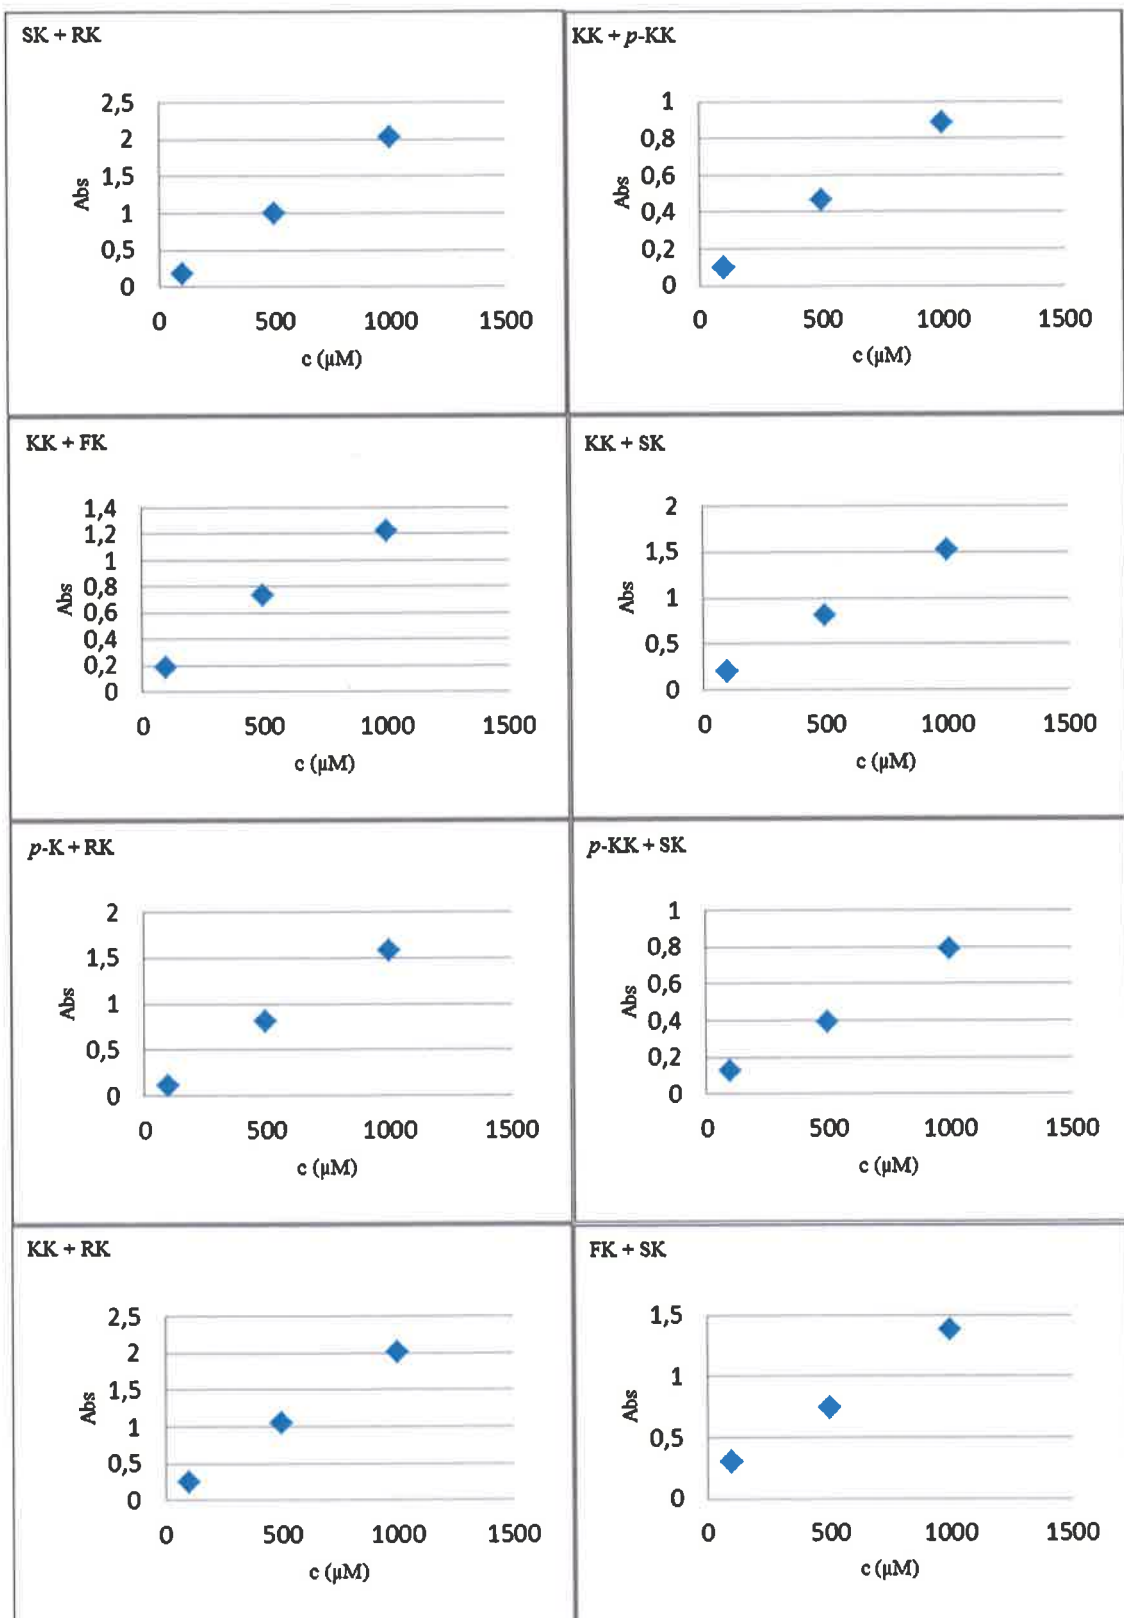 SK + RK
2,5
2
1,5
1
0,5
0
Abs
0 500 1000 1500
c (µM)
KK + p-KK
1
0,8
0,6
0,4
0,2
0
Abs
0 500 1000 1500
c (µM)
KK + FK
1,4
1,2
1
0,8
0,6
0,4
0,2
0
Abs
0 500 1000 1500
c (µM)
KK + SK
2
1,5
1
0,5
0
Abs
0 500 1000 1500
c (µM)
p-K + RK
2
1,5
1
0,5
0
Abs
0 500 1000 1500
c (µM)
p-KK + SK
1
0,8
0,6
0,4
0,2
0
Abs
0 500 1000 1500
c (µM)
KK + RK
2,5
2
1,5
1
0,5
0
Abs
0 500 1000 1500
c (µM)
FK + SK
1,5
1
0,5
0
Abs
0 500 1000 1500
c (µM)